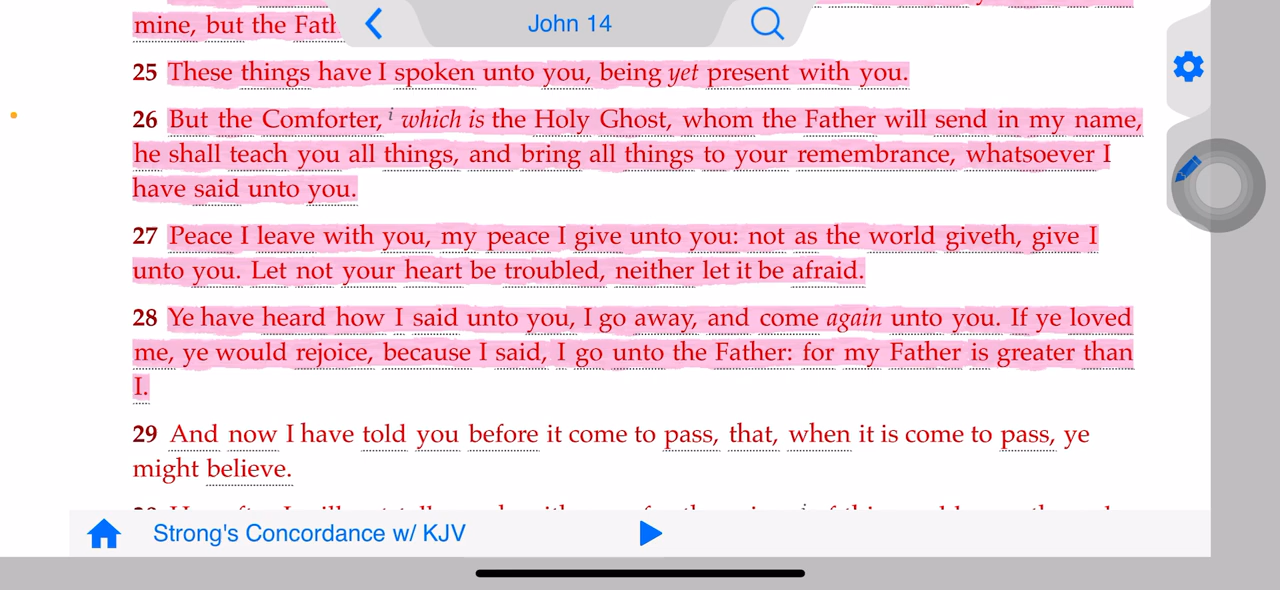 mine, but the Fath
John 14
25 These things have I spoken unto you, being yet present with you.
26 But the Comforter, i which is the Holy Ghost, whom the Father will send in my name,
he shall teach you all things, and bring all things to your remembrance, whatsoever I
have said unto you.
27 Peace I leave with you, my peace I give unto you: not as the world giveth, give I
unto you. Let not your heart be troubled, neither let it be afraid.
28 Ye have heard how I said unto you, I go away, and come again unto you. If ye loved
me, ye would rejoice, because I said, I go unto the Father: for my Father is greater than
I.
29 And now I have told you before it come to pass, that, when it is come to pass, ye
might believe.
Strong's Concordance w/ KJV